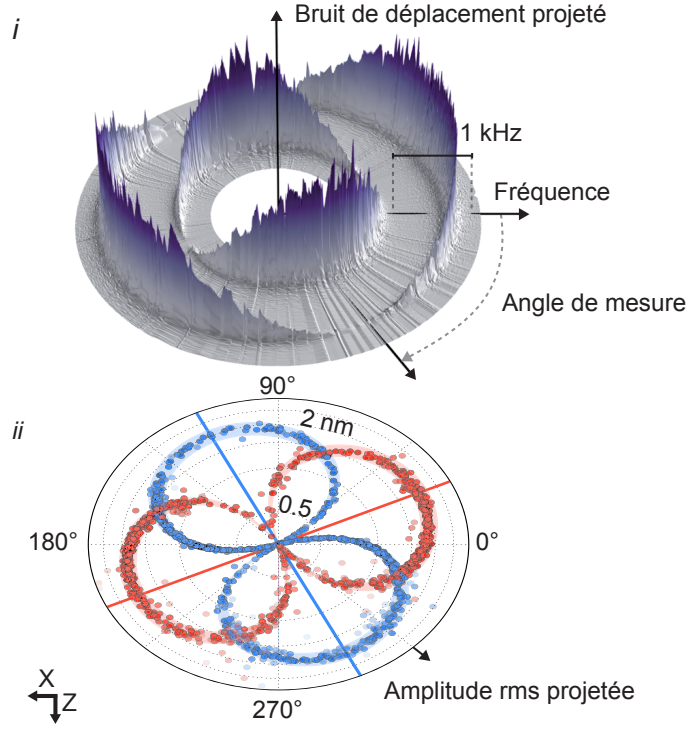 i
Bruit de déplacement projeté
1 kHz
Fréquence
Angle de mesure
ii
90°
2 nm
0.5
180°
0°
X
Z
270°
Amplitude rms projetée